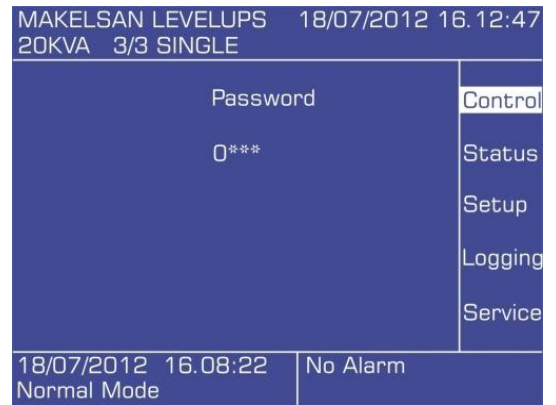 MAKELSAN LEVELUPS 18/07/2012 16.12:47
20KVA 3/3 SINGLE
Password
0***
Control
Status
Setup
Logging
Service
18/07/2012 16.08:22 No Alarm
Normal Mode